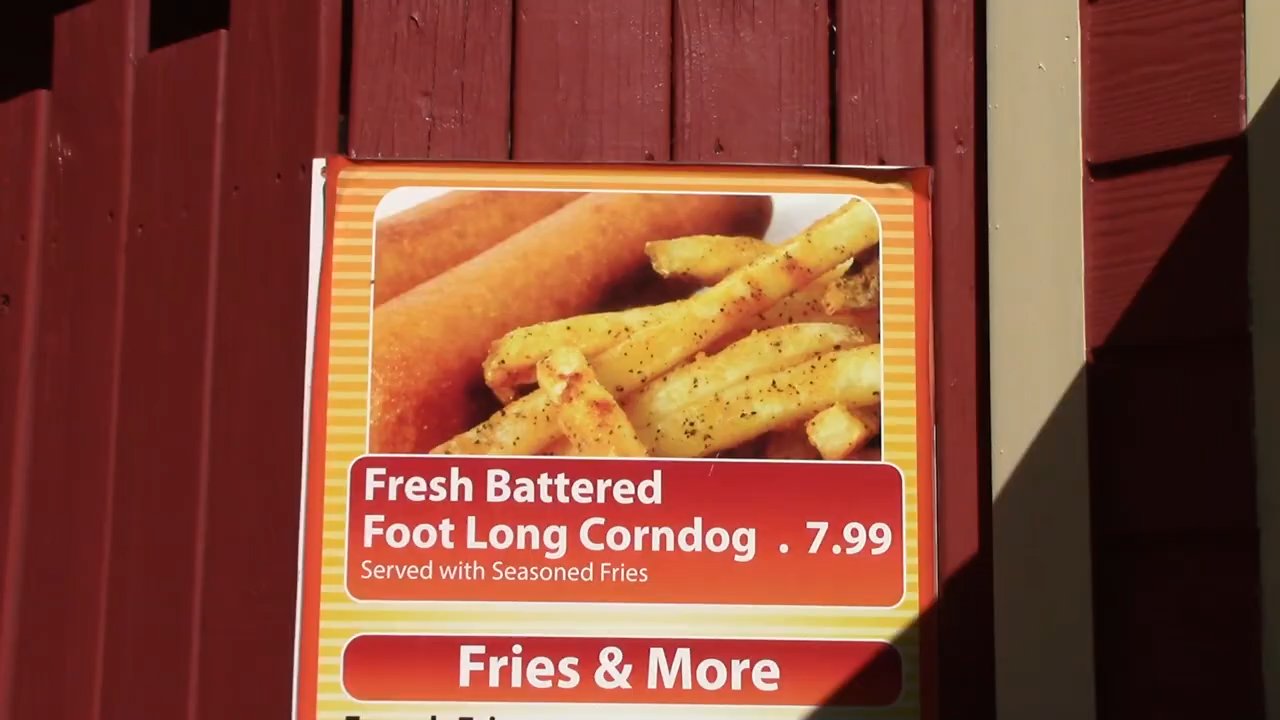 Fresh Battered
Foot Long Corndog . 7.99
Served with Seasoned Fries
Fries & More